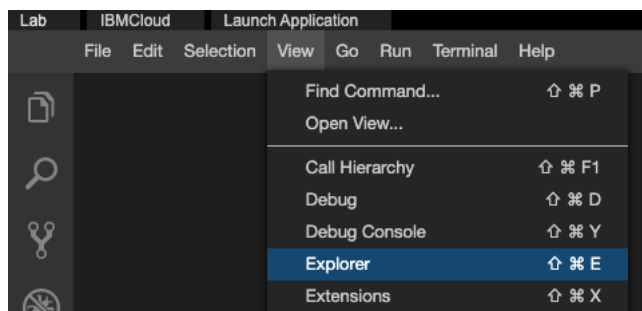 Lab IBMCloud Launch Application
File Edit Selection View Go Run Terminal Help
Find Command... ⇧ ⌘ P
Open View...
Call Hierarchy ⇧ ⌘ F1
Debug ⇧ ⌘ D
Debug Console ⇧ ⌘ Y
Explorer ⇧ ⌘ E
Extensions ⇧ ⌘ X